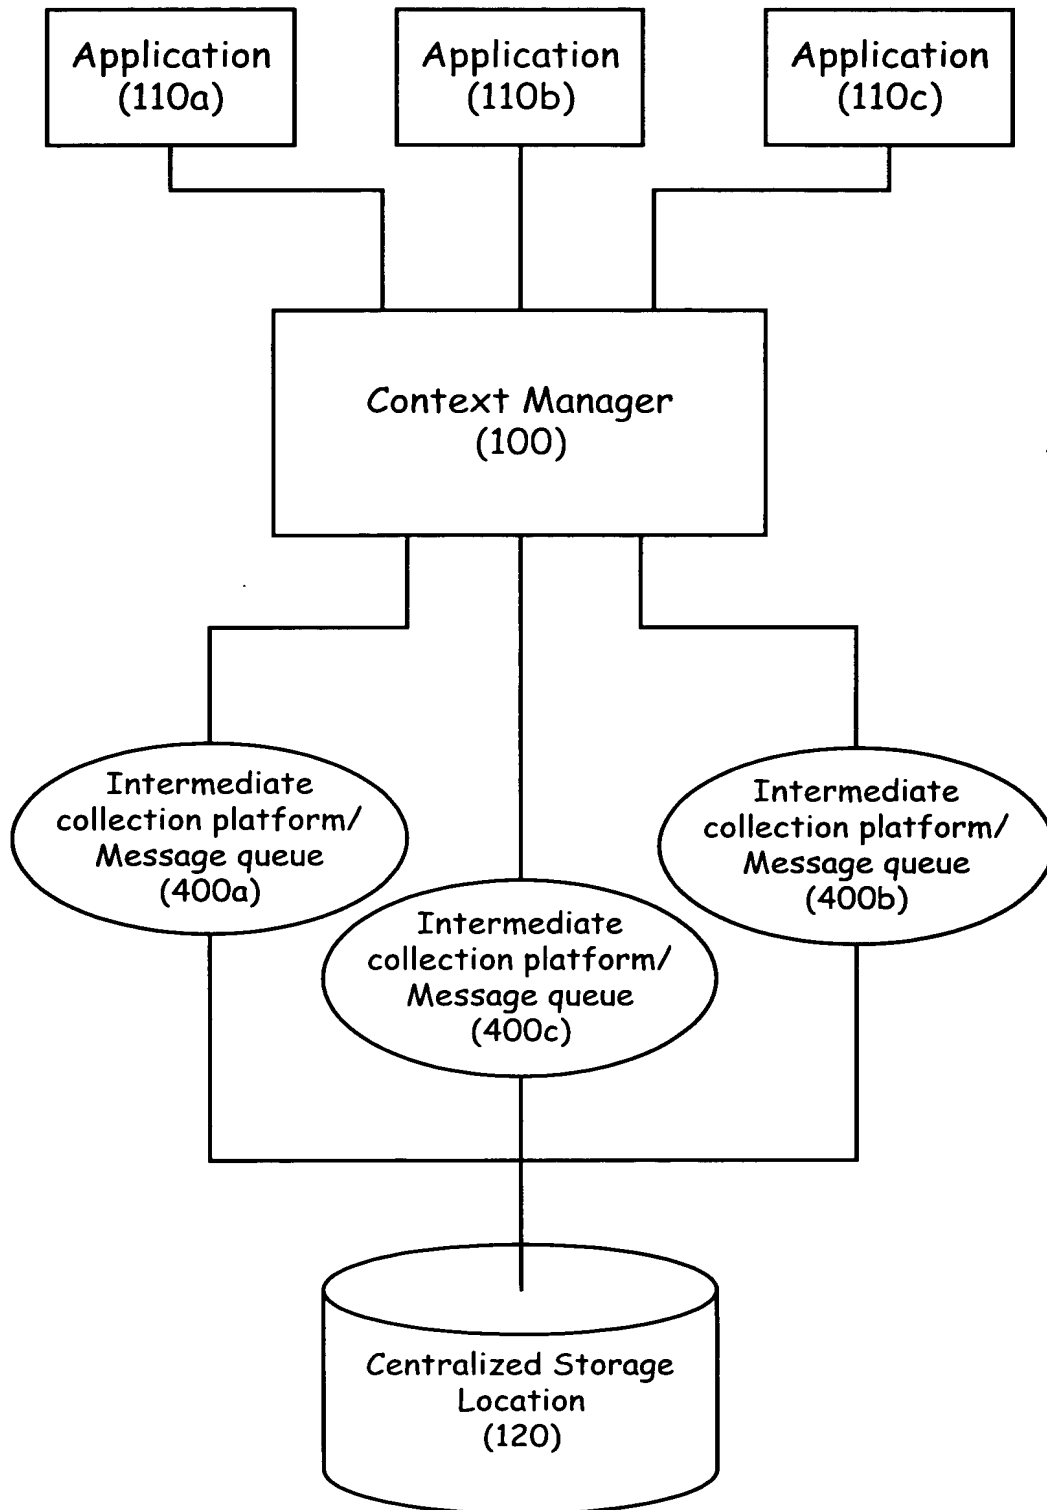 Application
(110a)
Application
(110b)
Application
(110c)
Context Manager
(100)
Intermediate
collection platform/
Message queue
(400a)
Intermediate
collection platform/
Message queue
(400b)
Intermediate
collection platform/
Message queue
(400c)
Centralized Storage
Location
(120)